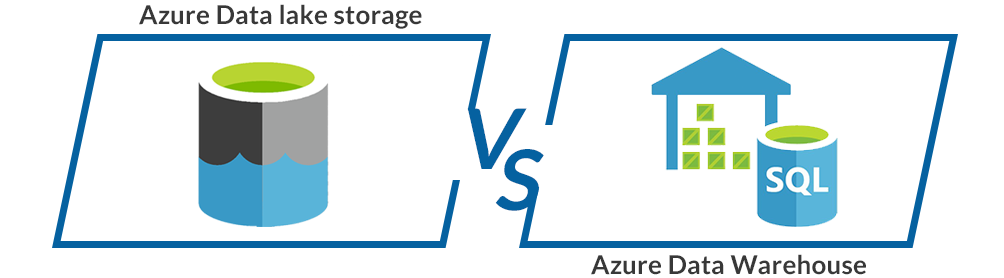 Azure Data lake storage
VS
SQL
Azure Data Warehouse